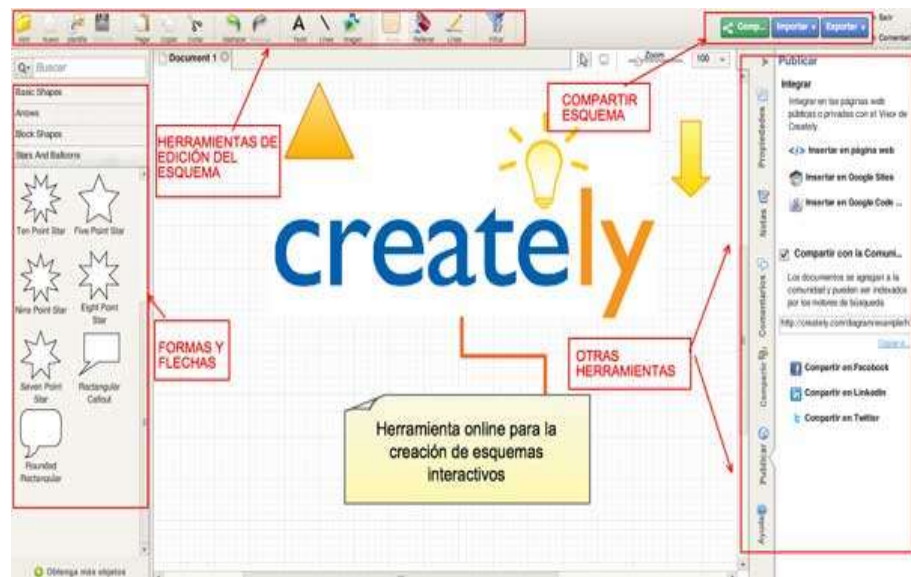 Comp...
Importar
Exportar
Salir
Comentar
Buscar
Document 1
Zoom
100
Publicar
Basic Shapes
Arrows
Block Shapes
Stars And Balloons
HERRAMIENTAS DE
EDICIÓN DEL
ESQUEMA
COMPARTIR
ESQUEMA
Integrar
Integrar en las páginas web
públicas o privadas con el Visor de
Creately.
</> Insertar en página web
Insertar en Google Sites
Insertar en Google Code ...
Propiedades
Notas
Comentarios
Compartir
Publicar
Ayuda
Ten Point Star
Five Point Star
Nine Point Star
Eight Point
Star
Seven Point
Star
Rectangular
Callout
Rounded
Rectangular
creately
FORMAS Y
FLECHAS
OTRAS
HERRAMIENTAS
Compartir con la Comuni...
Los documentos se agregan a la
comunidad y pueden ser indexados
por los motores de búsqueda
Compartir en Facebook
Compartir en LinkedIn
Compartir en Twitter
Herramienta online para la
creación de esquemas
interactivos
Obtenga más objetos